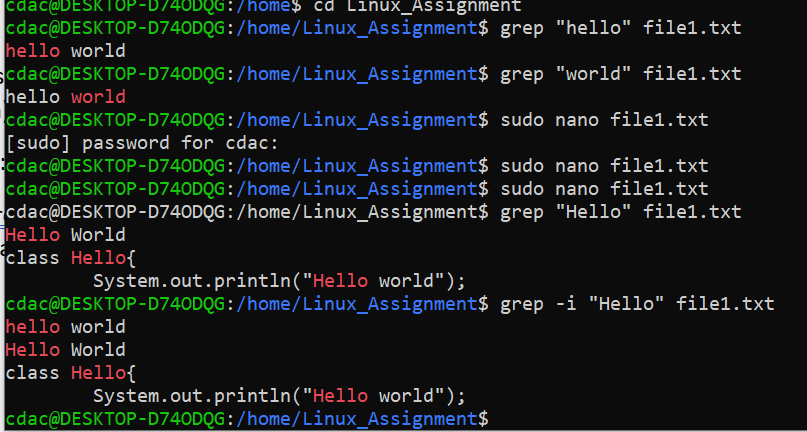 cdac@DESKTOP-D74ODQG:/home$ cd Linux_Assignment
cdac@DESKTOP-D74ODQG:/home/Linux_Assignment$ grep "hello" file1.txt
hello world
cdac@DESKTOP-D74ODQG:/home/Linux_Assignment$ grep "world" file1.txt
hello world
cdac@DESKTOP-D74ODQG:/home/Linux_Assignment$ sudo nano file1.txt
[sudo] password for cdac:
cdac@DESKTOP-D74ODQG:/home/Linux_Assignment$ sudo nano file1.txt
cdac@DESKTOP-D74ODQG:/home/Linux_Assignment$ sudo nano file1.txt
cdac@DESKTOP-D74ODQG:/home/Linux_Assignment$ grep "Hello" file1.txt
Hello World
class Hello{
        System.out.println("Hello world");
cdac@DESKTOP-D74ODQG:/home/Linux_Assignment$ grep -i "Hello" file1.txt
hello world
Hello World
class Hello{
        System.out.println("Hello world");
cdac@DESKTOP-D74ODQG:/home/Linux_Assignment$